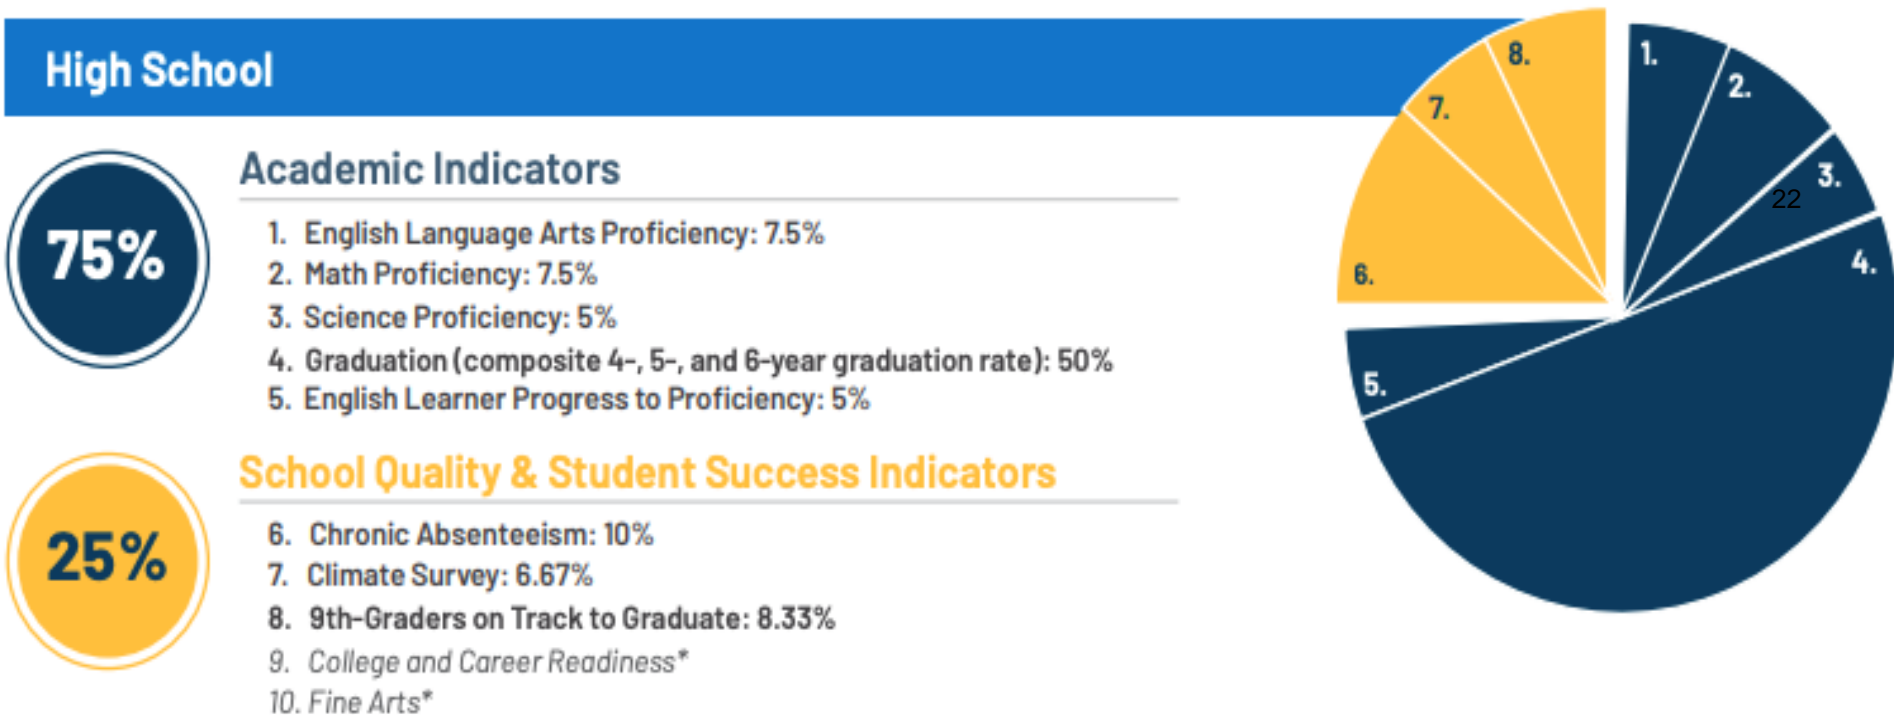 High School
75%
Academic Indicators
1. English Language Arts Proficiency: 7.5%
2. Math Proficiency: 7.5%
3. Science Proficiency: 5%
4. Graduation (composite 4-, 5-, and 6-year graduation rate): 50%
5. English Learner Progress to Proficiency: 5%
25%
School Quality & Student Success Indicators
6. Chronic Absenteeism: 10%
7. Climate Survey: 6.67%
8. 9th-Graders on Track to Graduate: 8.33%
9. College and Career Readiness*
10. Fine Arts*
8.
1.
7.
2.
3.
22
6.
4.
5.